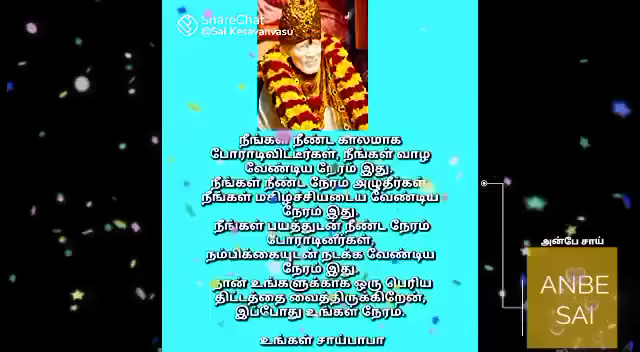 ShareChat
@Sai Kesavanvasu
நீங்கள் நீண்ட காலமாக
போராடிவிட்டீர்கள், நீங்கள் வாழ
வேண்டிய நேரம் இது.
நீங்கள் நீண்ட நேரம் அழுதீர்கள்,
நீங்கள் மகிழ்ச்சியடைய வேண்டிய
நேரம் இது.
நீங்கள் பயத்துடன் நீண்ட நேரம்
போராடினீர்கள்,
நம்பிக்கையுடன் நடக்க வேண்டிய
நேரம் இது.
நான் உங்களுக்காக ஒரு பெரிய
திட்டத்தை வைத்திருக்கிறேன்,
இப்போது உங்கள் நேரம்.
உங்கள் சாய்பாபா
அன்பே சாய்
ANBE
SAI